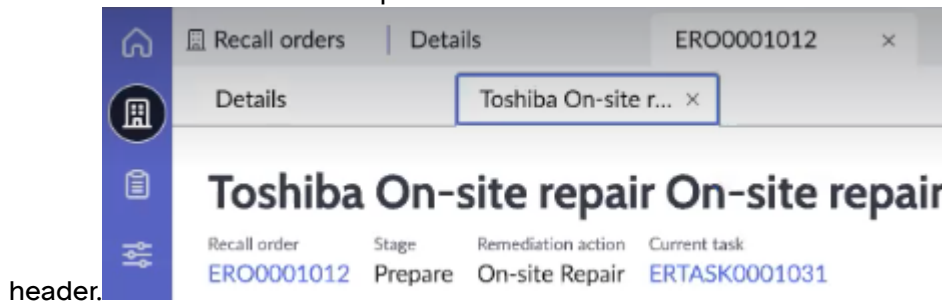 Recall orders Details ERO0001012 ×
Details Toshiba On-site r... ×
Toshiba On-site repair On-site repair
Recall order Stage Remediation action Current task
ERO0001012 Prepare On-site Repair ERTASK0001031
header.